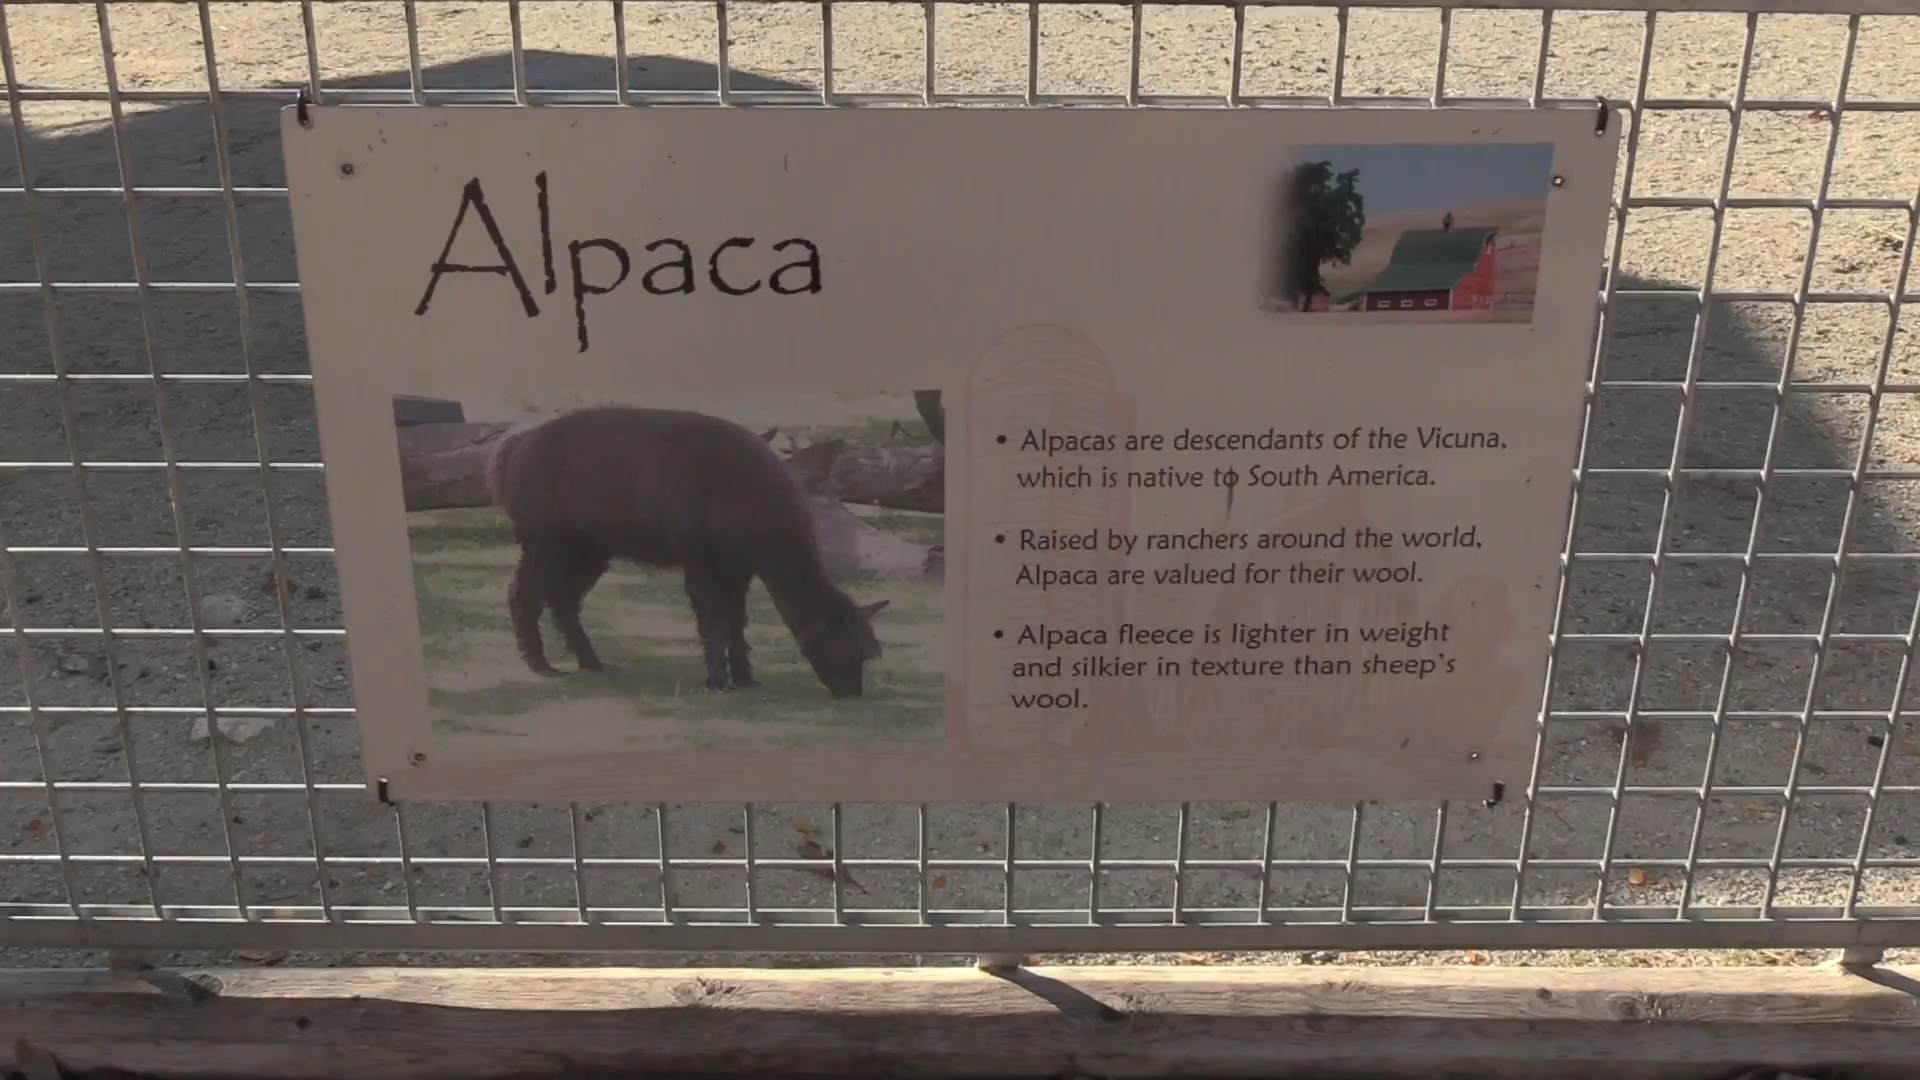 Alpaca
• Alpacas are descendants of the Vicuna,
which is native to South America.
• Raised by ranchers around the world,
Alpaca are valued for their wool.
• Alpaca fleece is lighter in weight
and silkier in texture than sheep's
wool.